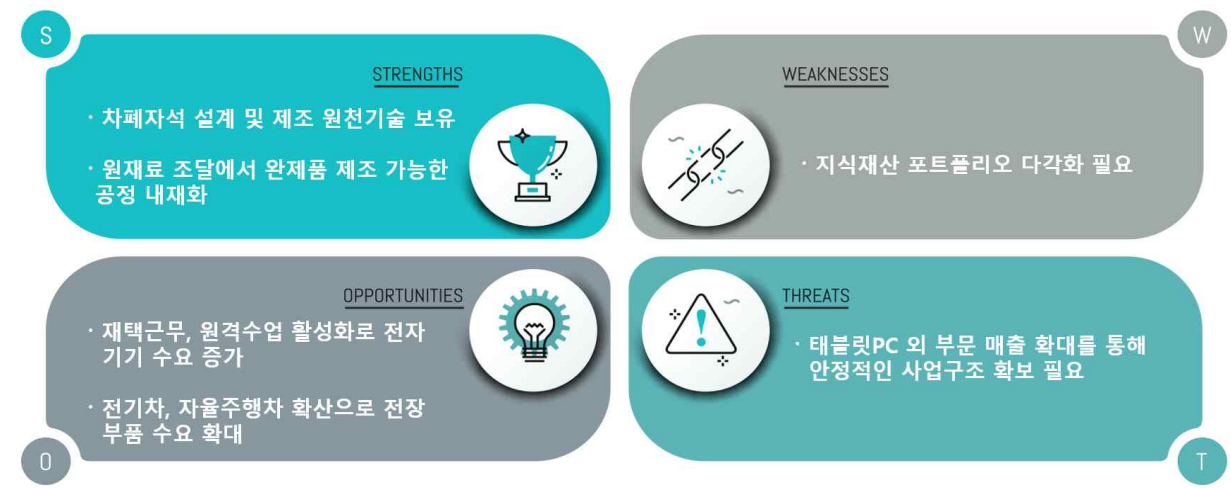 S
STRENGTHS
· 차폐자석 설계 및 제조 원천기술 보유
· 원재료 조달에서 완제품 제조 가능한
공정 내재화
W
WEAKNESSES
· 지식재산 포트폴리오 다각화 필요
OPPORTUNITIES
· 재택근무, 원격수업 활성화로 전자
기기 수요 증가
· 전기차, 자율주행차 확산으로 전장
부품 수요 확대
O
THREATS
· 태블릿PC 외 부문 매출 확대를 통해
안정적인 사업구조 확보 필요
T